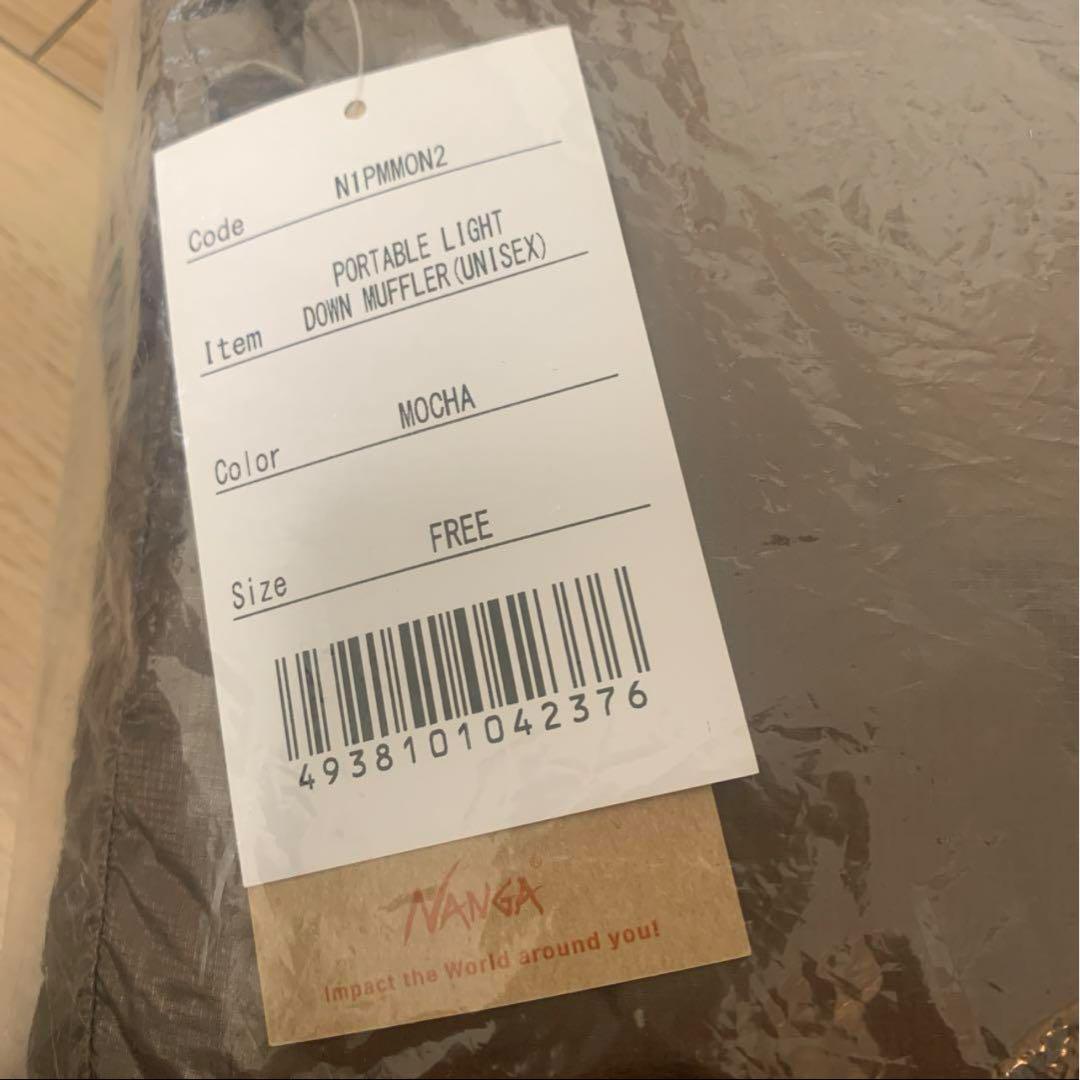 Code N1PMMON2
Item PORTABLE LIGHT
DOWN MUFFLER(UNISEX)
Color MOCHA
Size FREE
4938101042376
NANGA®
Impact the World around you!